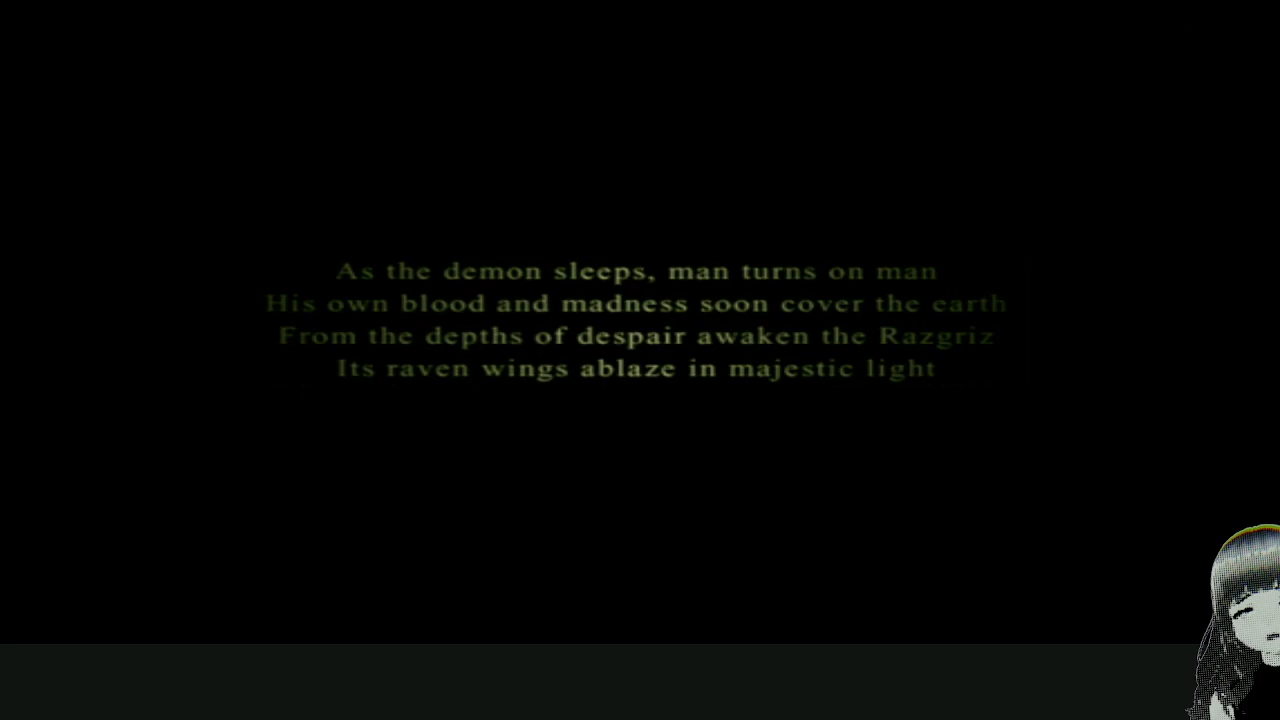 As the demon sleeps, man turns on man
His own blood and madness soon cover the earth
From the depths of despair awaken the Razgriz
Its raven wings ablaze in majestic light